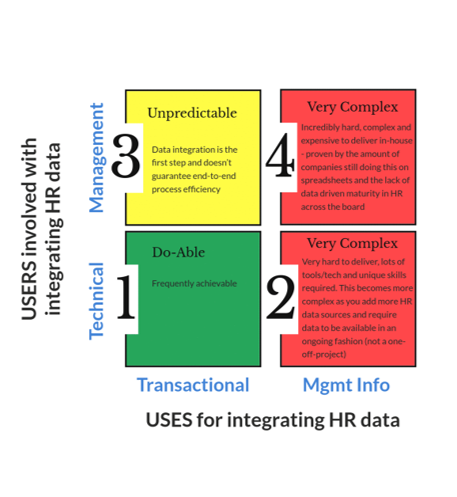 USERS involved with
integrating HR data
Management
Technical
3
Unpredictable
Data integration is the
first step and doesn't
guarantee end-to-end
process efficiency
4
Very Complex
Incredibly hard, complex and
expensive to deliver in-house
- proven by the amount of
companies still doing this on
spreadsheets and the lack of
data driven maturity in HR
across the board
1
Do-Able
Frequently achievable
2
Very Complex
Very hard to deliver, lots of
tools/tech and unique skills
required. This becomes more
complex as you add more HR
data sources and require
data to be available in an
ongoing fashion (not a one-
off-project)
Transactional
Mgmt Info
USES for integrating HR data